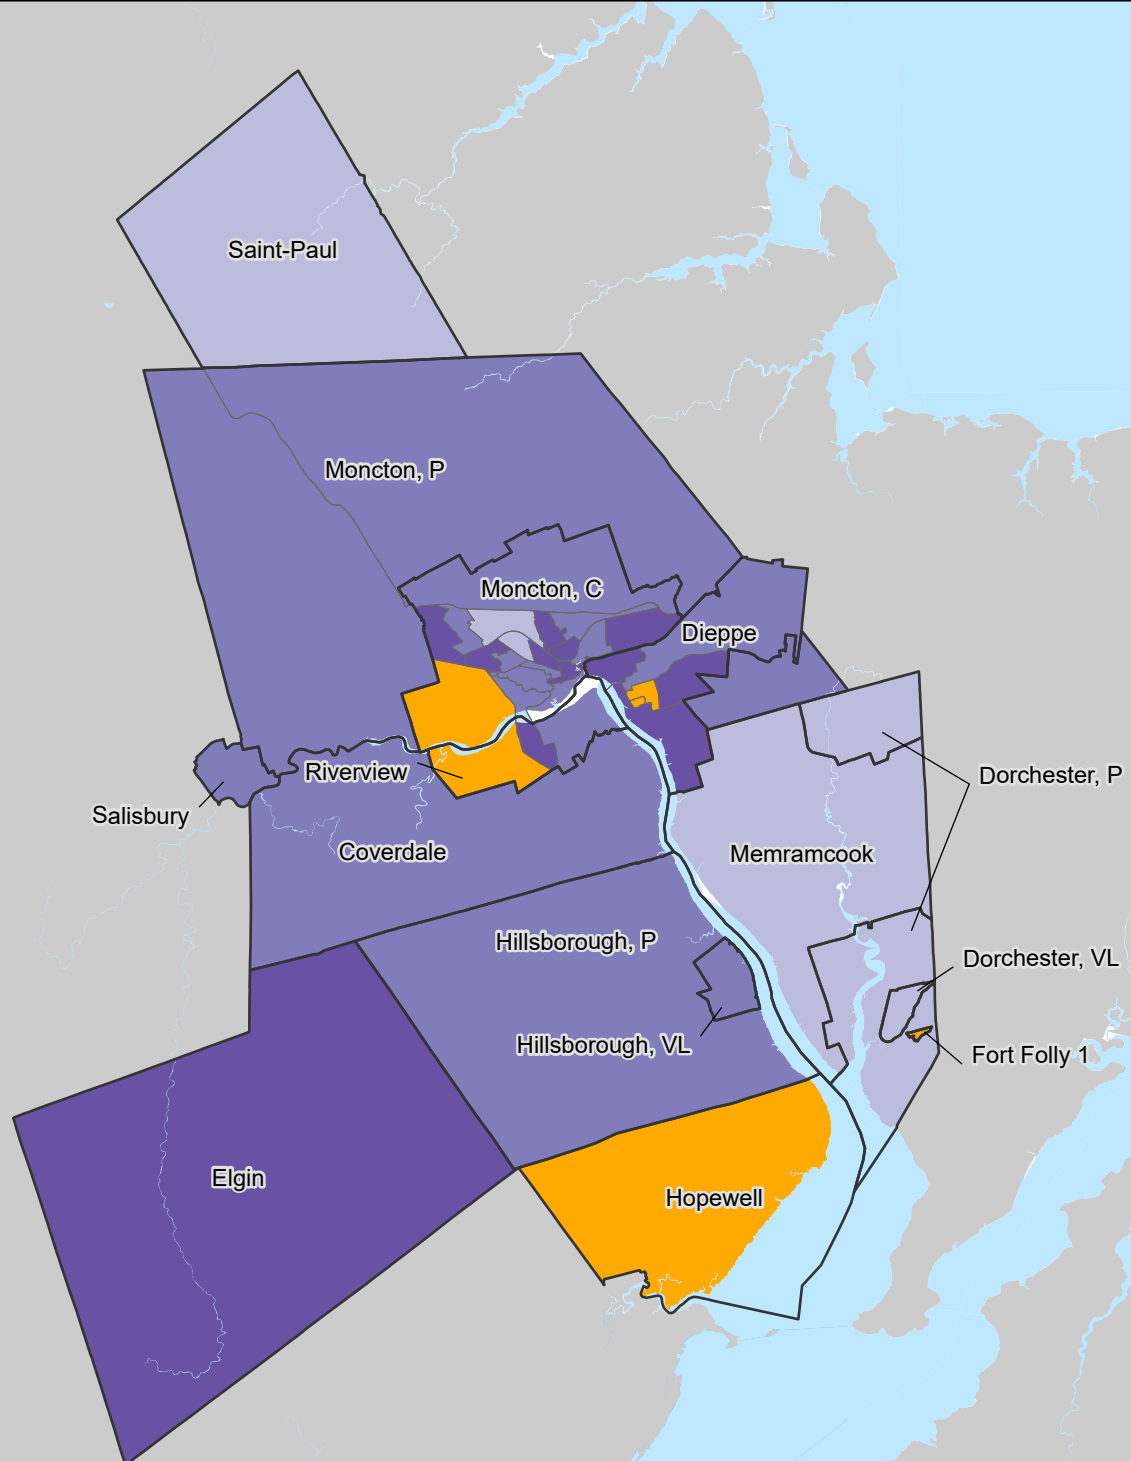 Saint-Paul
Moncton, P
Moncton, C
Dieppe
Riverview
Dorchester, P
Salisbury
Coverdale
Memramcook
Hillsborough, P
Dorchester, VL
Hillsborough, VL
Fort Folly 1
Elgin
Hopewell